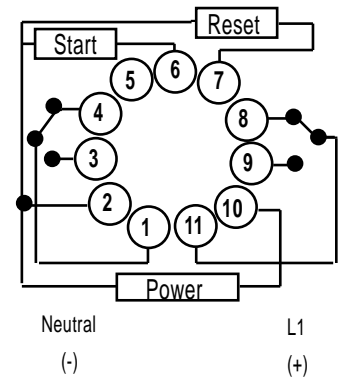 Reset
Start
6
5 7
4 8
3 9
2 10
1 11
Power
Neutral L1
(-) (+)